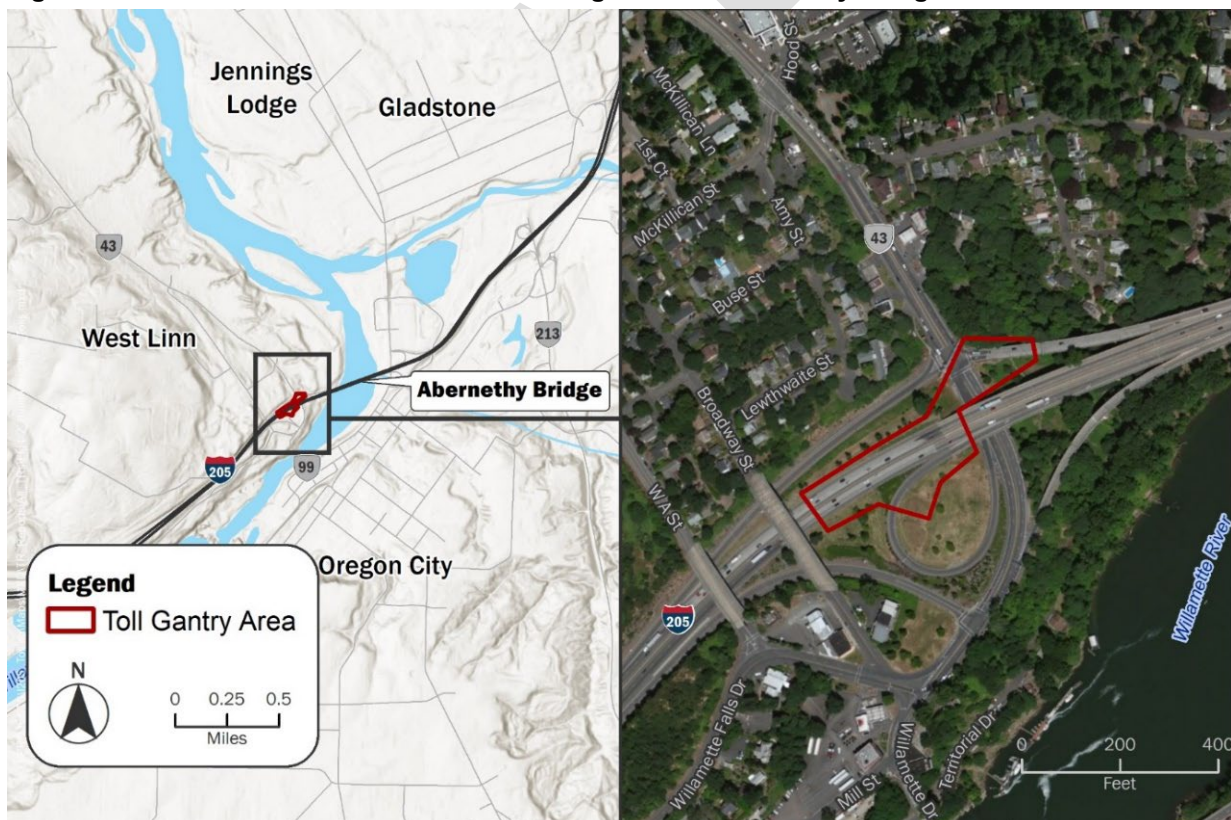 Jennings
Lodge
Gladstone
43
West Linn
213
Abernethy Bridge
205
99
Oregon City
Legend
Toll Gantry Area
N
0 0.25 0.5
Miles
Hood St
McKillican Ln
1st Ct
McKillican St
Amy St
43
Buse St
Lewthwaite St
Broadway St
W A St
205
Willamette River
Willamette Falls Dr
Willamette Dr
Territorial Dr
Mill St
0 200 400
Feet